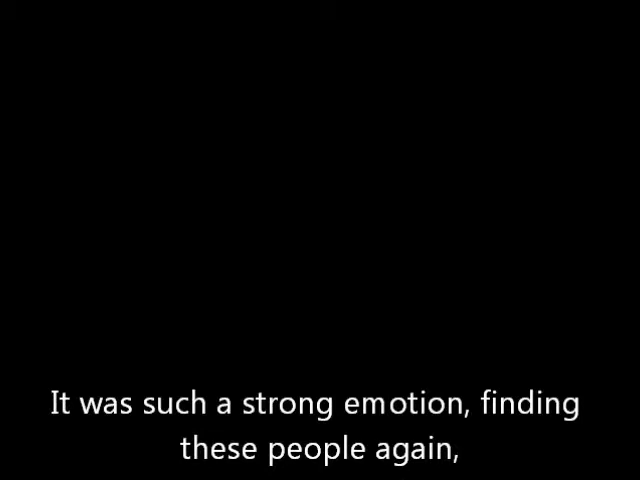 It was such a strong emotion, finding
these people again,